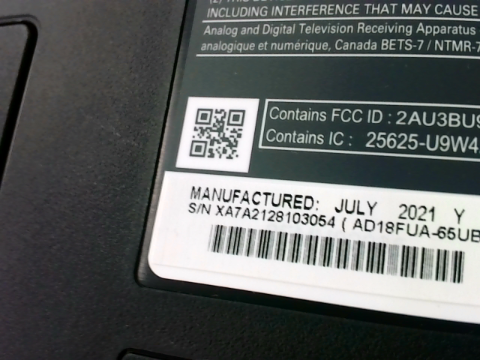 INCLUDING INTERFERENCE THAT MAY CAUSE
Analog and Digital Television Receiving Apparatus
analogique et numérique, Canada BETS-7 / NTMR-7
Contains FCC ID : 2AU3BU9
Contains IC : 25625-U9W4
MANUFACTURED: JULY 2021 Y
S/N XA7A2128103054 ( AD18FUA-65UB